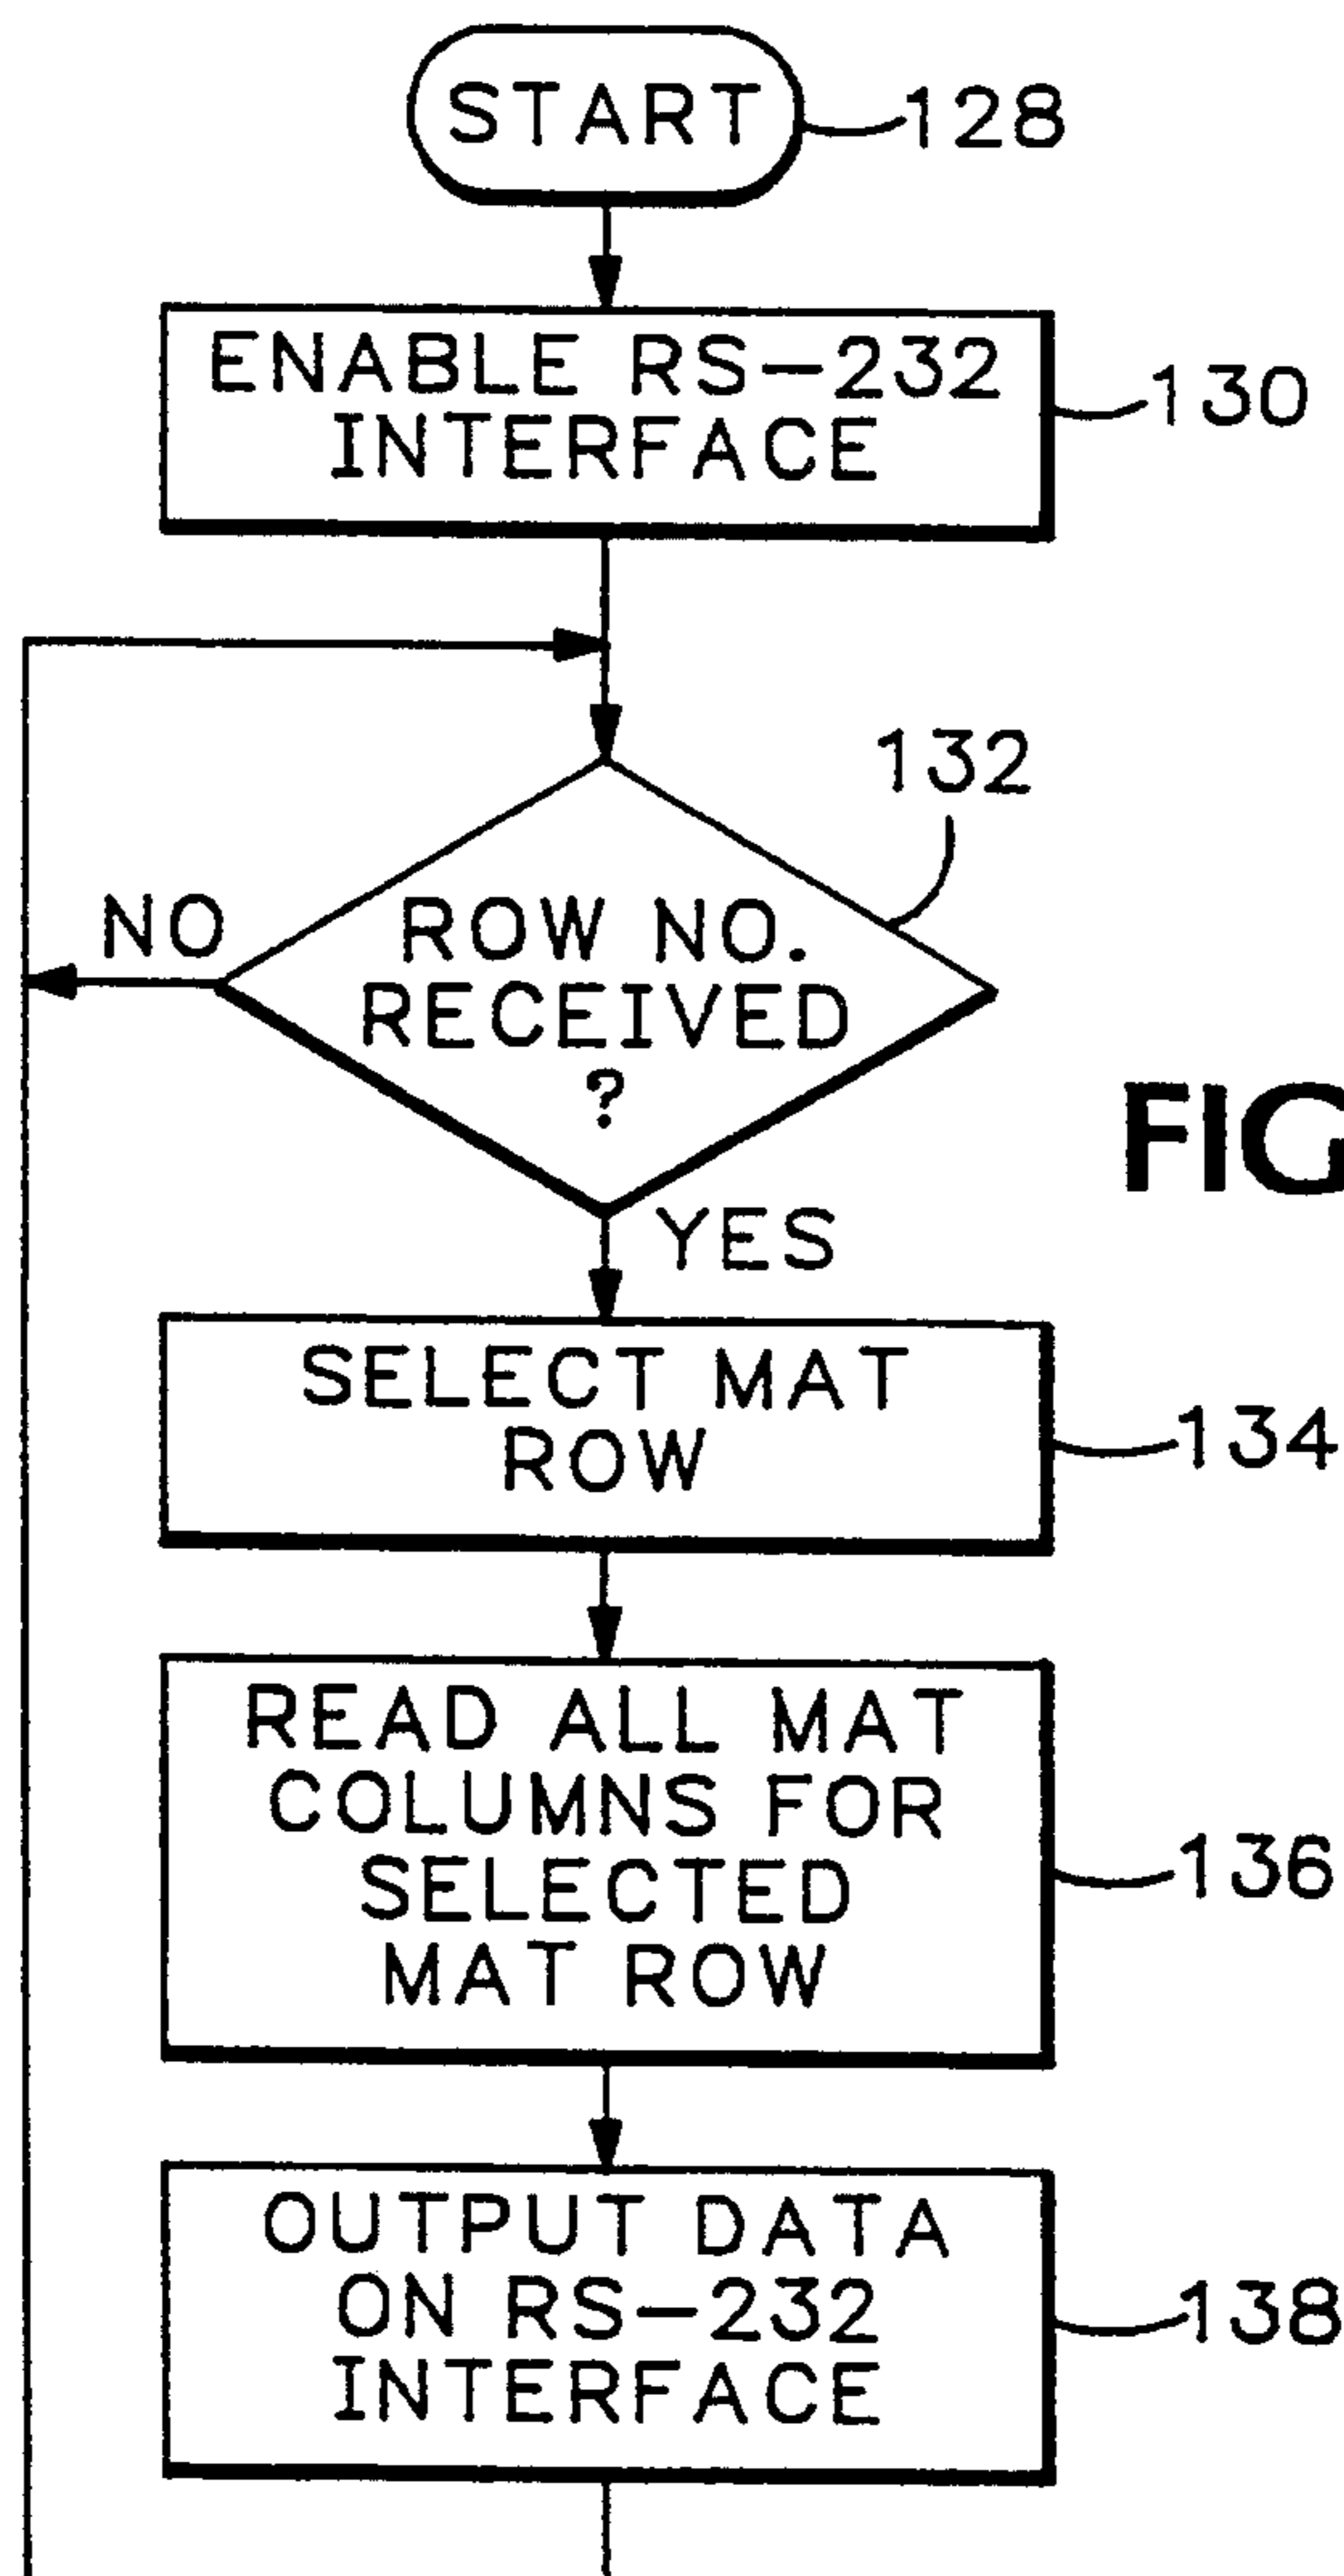 START
128
ENABLE RS-232
INTERFACE
130
132
NO
ROW NO.
RECEIVED
?
FIG
YES
SELECT MAT
ROW
134
READ ALL MAT
COLUMNS FOR
SELECTED
MAT ROW
136
OUTPUT DATA
ON RS-232
INTERFACE
138